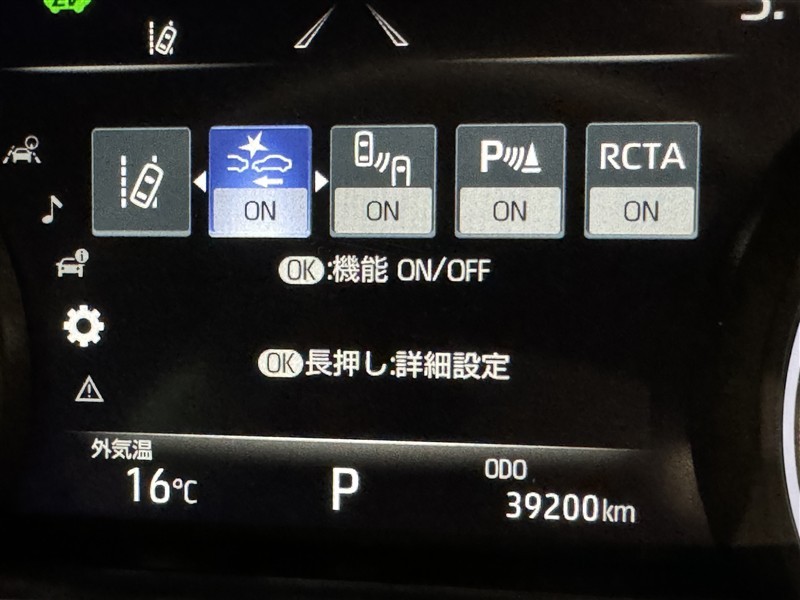 P RCTA
ON ON ON ON
OK:機能 ON/OFF
OK長押し:詳細設定
外気温
16℃
P
ODO
39200km